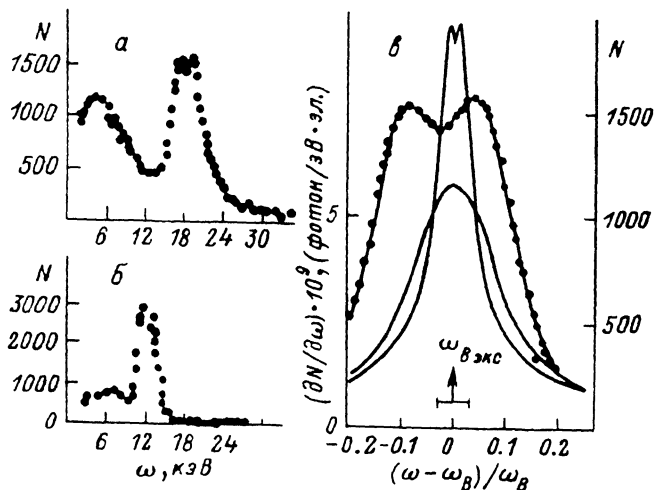 N
а
1500
1000
500
6 12 18 24 30
N
б
3000
2000
1000
0
6 12 18 24
ω, кэВ
в
N
(∂N/∂ω)·10⁹, (фотон/эВ·эл.)
5
0
1500
1000
500
ω_B экс
-0.2 -0.1 0 0.1 0.2
(ω-ω_B)/ω_B